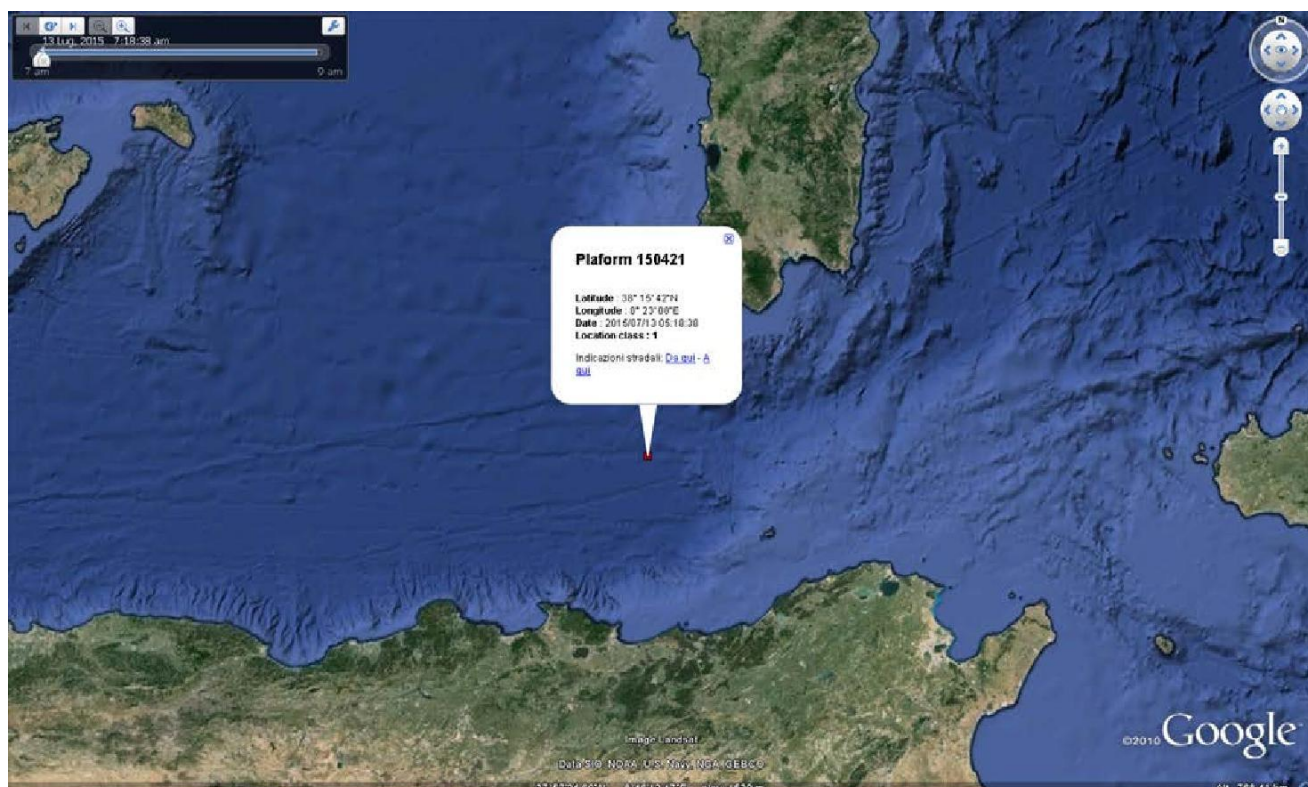 13 Lug, 2015 7:18:38 am
7 am
9 am
N
Plaform 150421
Latitude : 38° 15'42"N
Longitude : 8° 23'08"E
Date : 2015/07/13 05:18:38
Location class : 1
Indicazioni stradali: Da qui - A
qui
Image Landsat
Data SIO, NOAA, U.S. Navy, NGA, GEBCO
©2010 Google